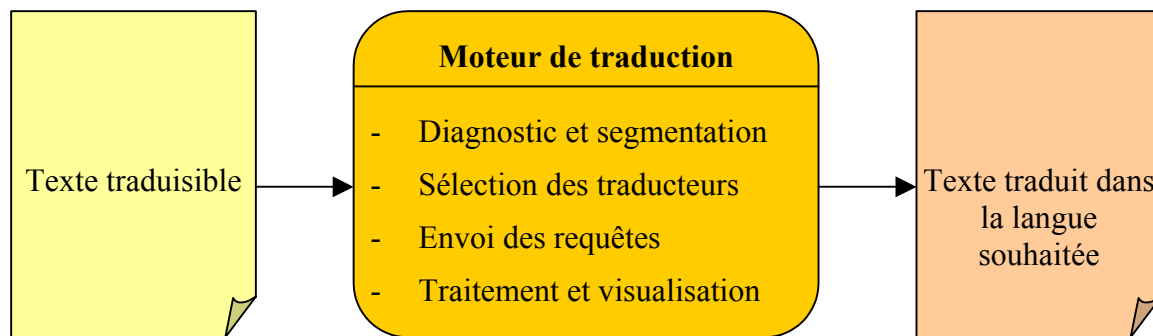 Texte traduisible
Moteur de traduction
- Diagnostic et segmentation
- Sélection des traducteurs
- Envoi des requêtes
- Traitement et visualisation
Texte traduit dans
la langue
souhaitée